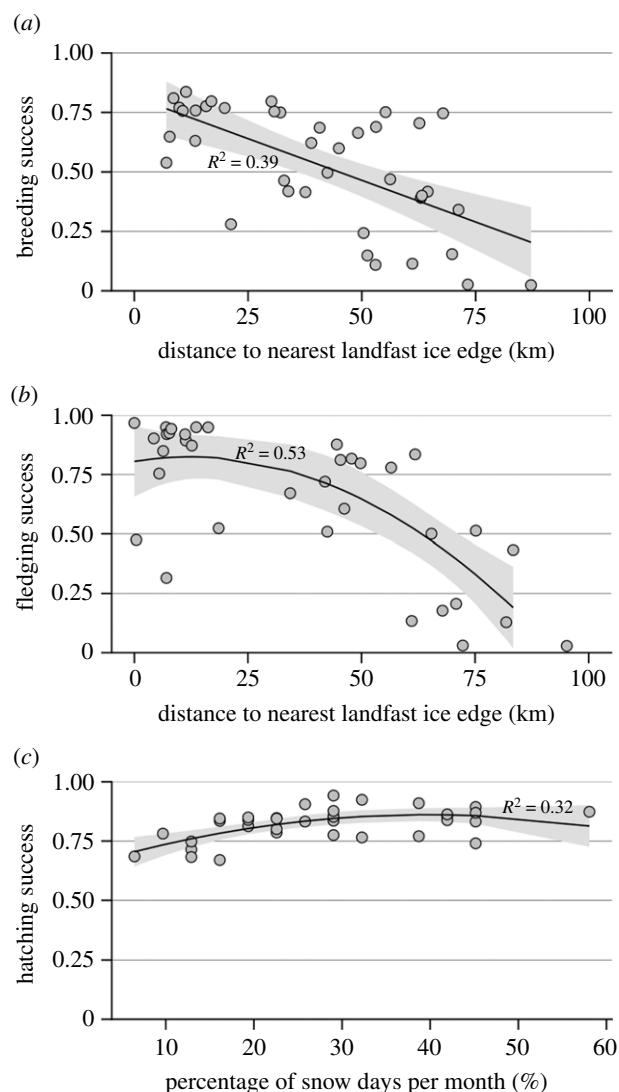 (a)
1.00
0.75
0.50
0.25
0
breeding success
R² = 0.39
0 25 50 75 100
distance to nearest landfast ice edge (km)
(b)
1.00
0.75
0.50
0.25
0
fledging success
R² = 0.53
0 25 50 75 100
distance to nearest landfast ice edge (km)
(c)
1.00
0.75
0.50
0.25
hatching success
R² = 0.32
10 20 30 40 50 60
percentage of snow days per month (%)